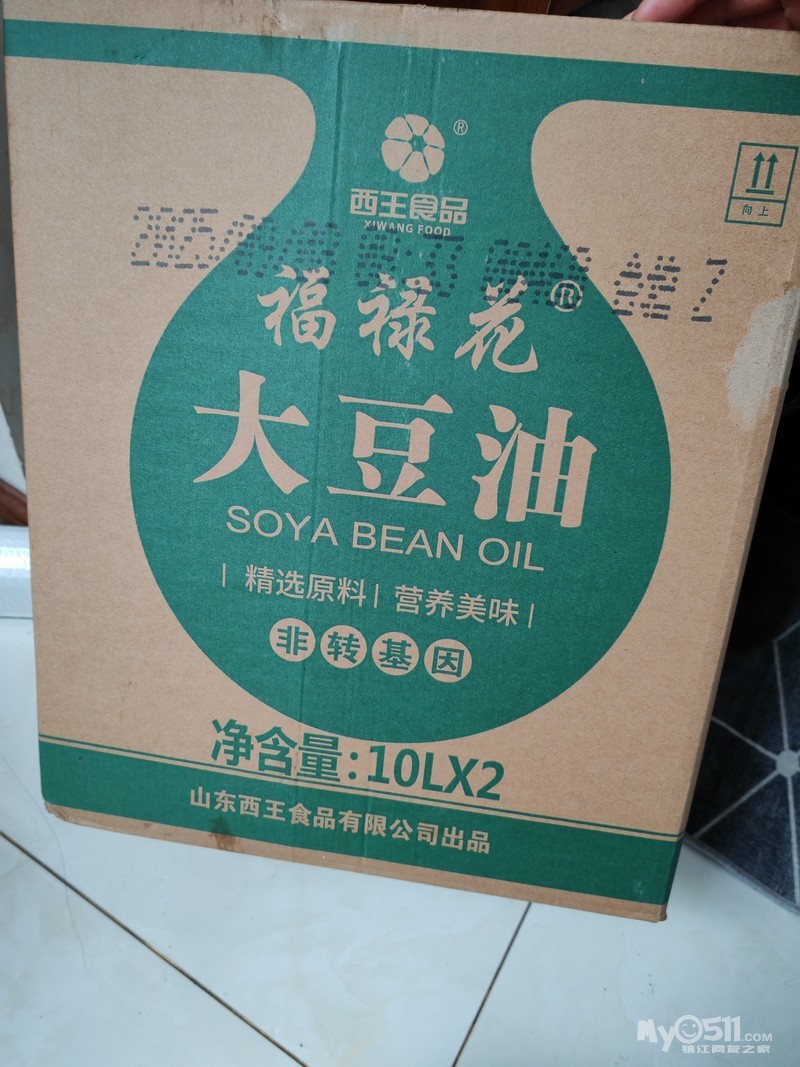 西王食品®
XIWANG FOOD
向上
福禄花®
大豆油
SOYA BEAN OIL
| 精选原料 | 营养美味 |
非转基因
净含量:10LX2
山东西王食品有限公司出品
My0511.COM
镇江网友之家